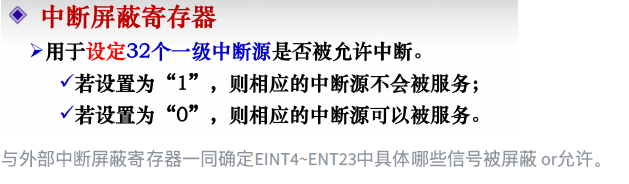 中断屏蔽寄存器
用于设定32个一级中断源是否被允许中断。
若设置为“1”，则相应的中断源不会被服务；
若设置为“0”，则相应的中断源可以被服务。
与外部中断屏蔽寄存器一同确定EINT4~ENT23中具体哪些信号被屏蔽 or允许。